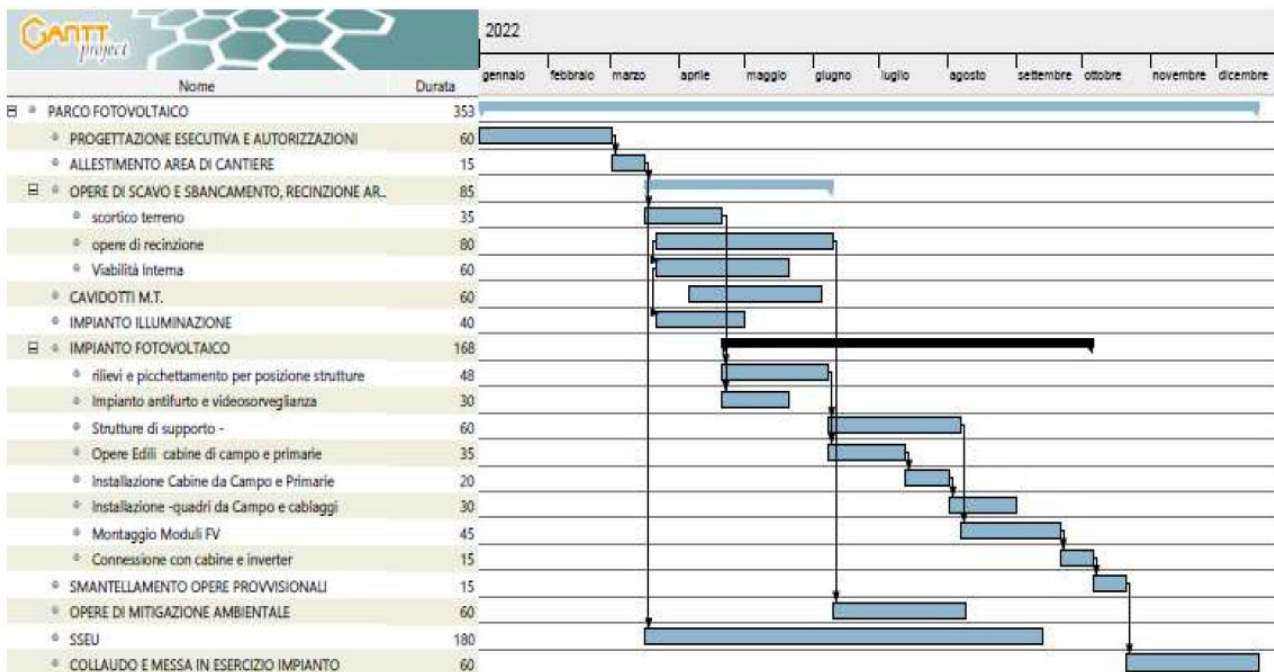 GANTT project
2022
gennaio febbraio marzo aprile maggio giugno luglio agosto settembre ottobre novembre dicembre
Nome Durata
PARCO FOTOVOLTAICO 353
PROGETTAZIONE ESECUTIVA E AUTORIZZAZIONI 60
ALLESTIMENTO AREA DI CANTIERE 15
OPERE DI SCAVO E SBANCAMENTO, RECINZIONE AR.. 85
scortico terreno 35
opere di recinzione 80
Viabilità Interna 60
CAVIDOTTI M.T. 60
IMPIANTO ILLUMINAZIONE 40
IMPIANTO FOTOVOLTAICO 168
rilievi e picchettamento per posizione strutture 48
Impianto antifurto e videosorveglianza 30
Strutture di supporto - 60
Opere Edili cabine di campo e primarie 35
Installazione Cabine da Campo e Primarie 20
Installazione -quadri da Campo e cablaggi 30
Montaggio Moduli FV 45
Connessione con cabine e inverter 15
SMANTELLAMENTO OPERE PROVVISIONALI 15
OPERE DI MITIGAZIONE AMBIENTALE 60
SSEU 180
COLLAUDO E MESSA IN ESERCIZIO IMPIANTO 60